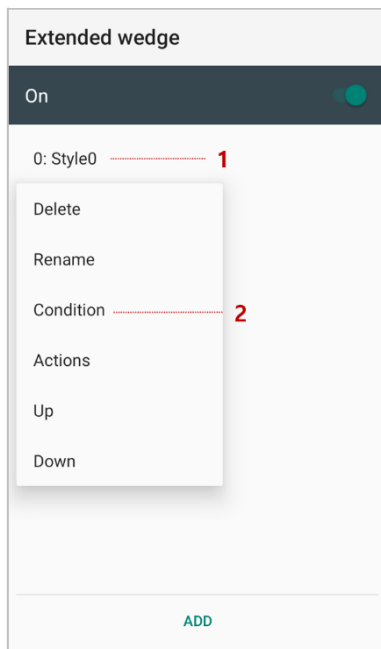 Extended wedge
On
0: Style0 1
Delete
Rename
Condition 2
Actions
Up
Down
ADD